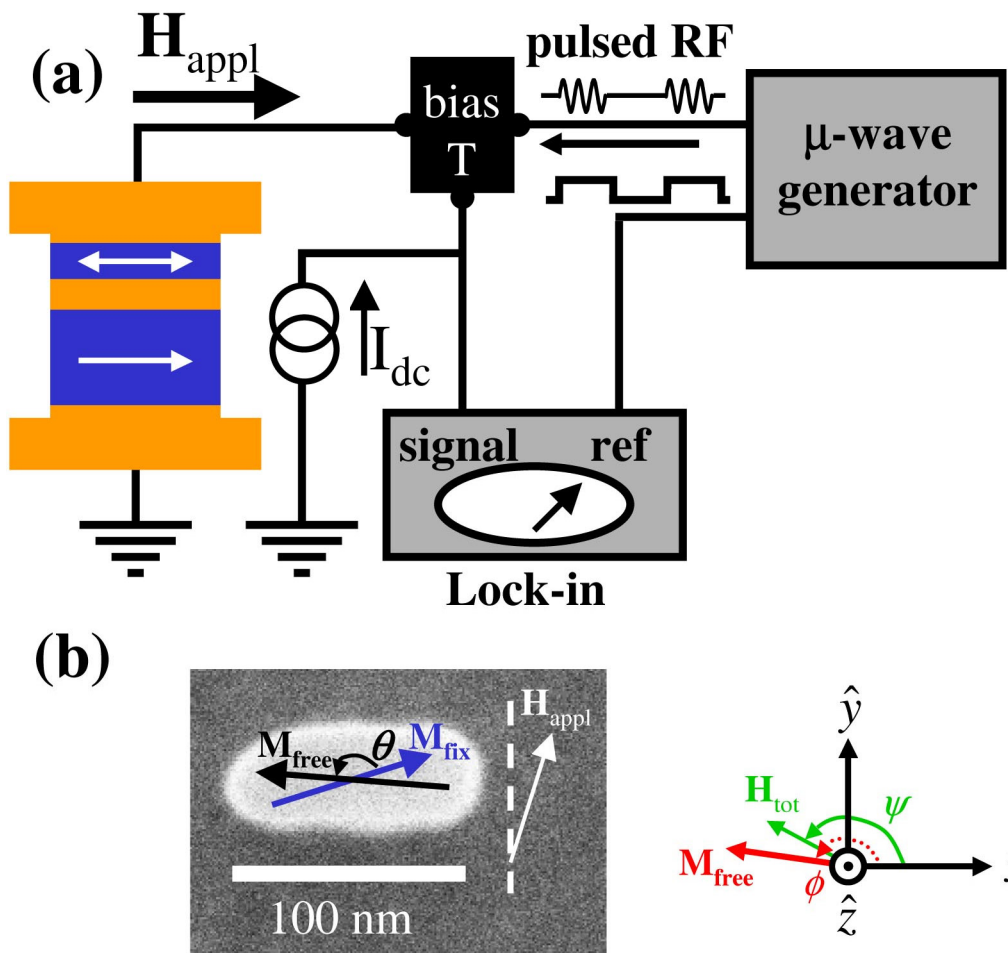 (a)
H_appl
pulsed RF
bias
T
μ-wave
generator
I_dc
signal ref
Lock-in
(b)
H_appl
M_free θ M_fix
100 nm
ŷ
H_tot ψ
M_free ϕ
ẑ